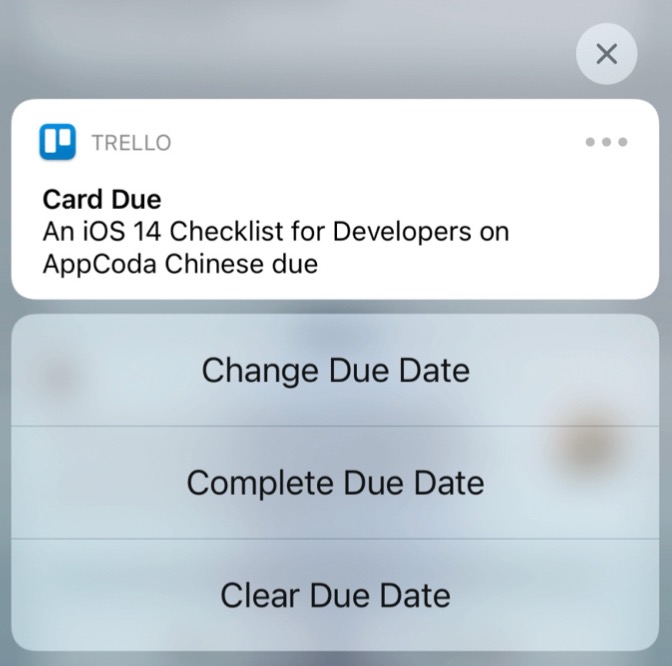 TRELLO
Card Due
An iOS 14 Checklist for Developers on
AppCoda Chinese due
Change Due Date
Complete Due Date
Clear Due Date